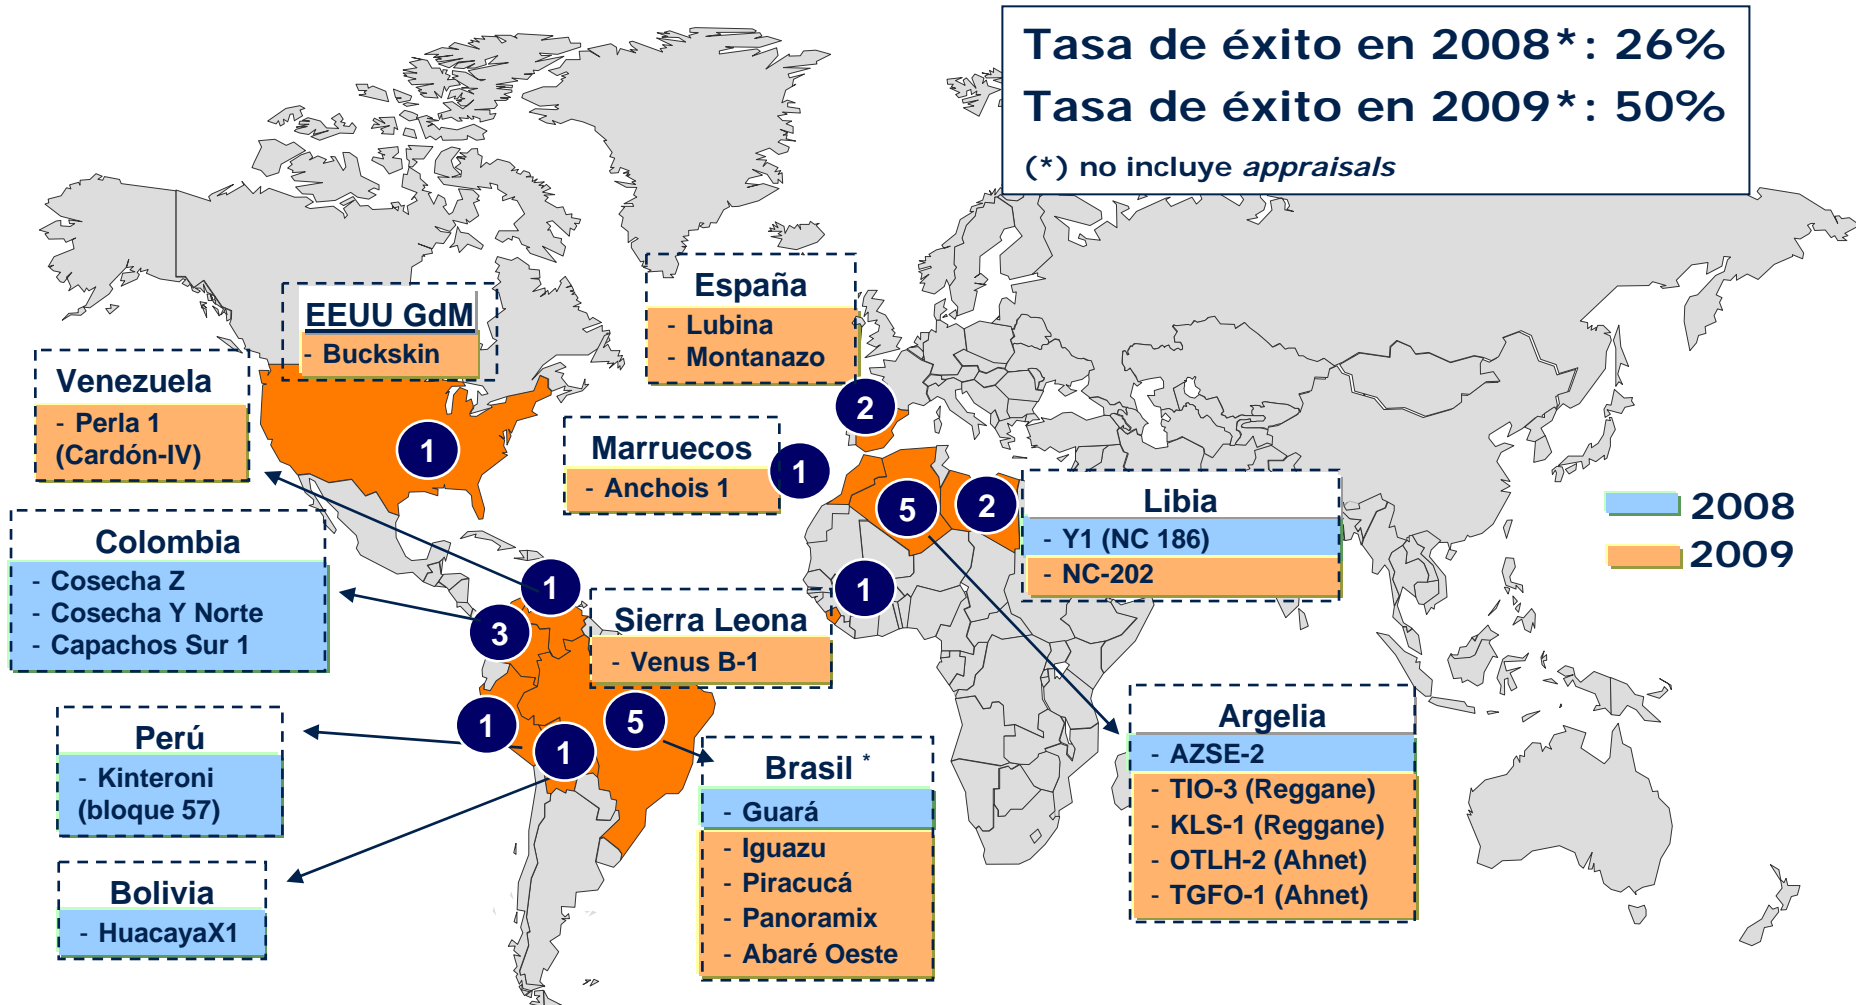 Tasa de éxito en 2008*: 26%
Tasa de éxito en 2009*: 50%
(*) no incluye appraisals
España
- Lubina
- Montanazo
2
EEUU GdM
- Buckskin
1
Venezuela
- Perla 1
(Cardón-IV)
1
Marruecos
- Anchois 1
1
5
2
Libia
- Y1 (NC 186)
- NC-202
2008
2009
Colombia
- Cosecha Z
- Cosecha Y Norte
- Capachos Sur 1
3
Sierra Leona
- Venus B-1
1
Perú
- Kinteroni
(bloque 57)
1
1
5
Brasil *
- Guará
- Iguazu
- Piracucá
- Panoramix
- Abaré Oeste
Argelia
- AZSE-2
- TIO-3 (Reggane)
- KLS-1 (Reggane)
- OTLH-2 (Ahnet)
- TGFO-1 (Ahnet)
Bolivia
- HuacayaX1